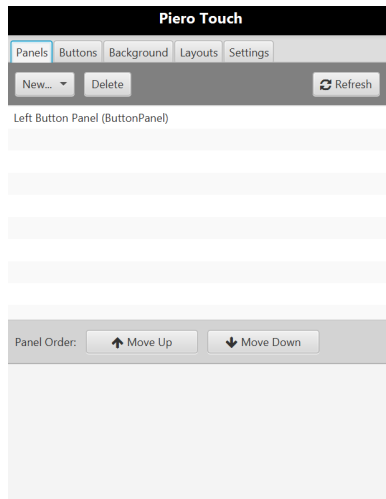 Piero Touch
Panels Buttons Background Layouts Settings
New... Delete Refresh
Left Button Panel (ButtonPanel)
Panel Order: Move Up Move Down